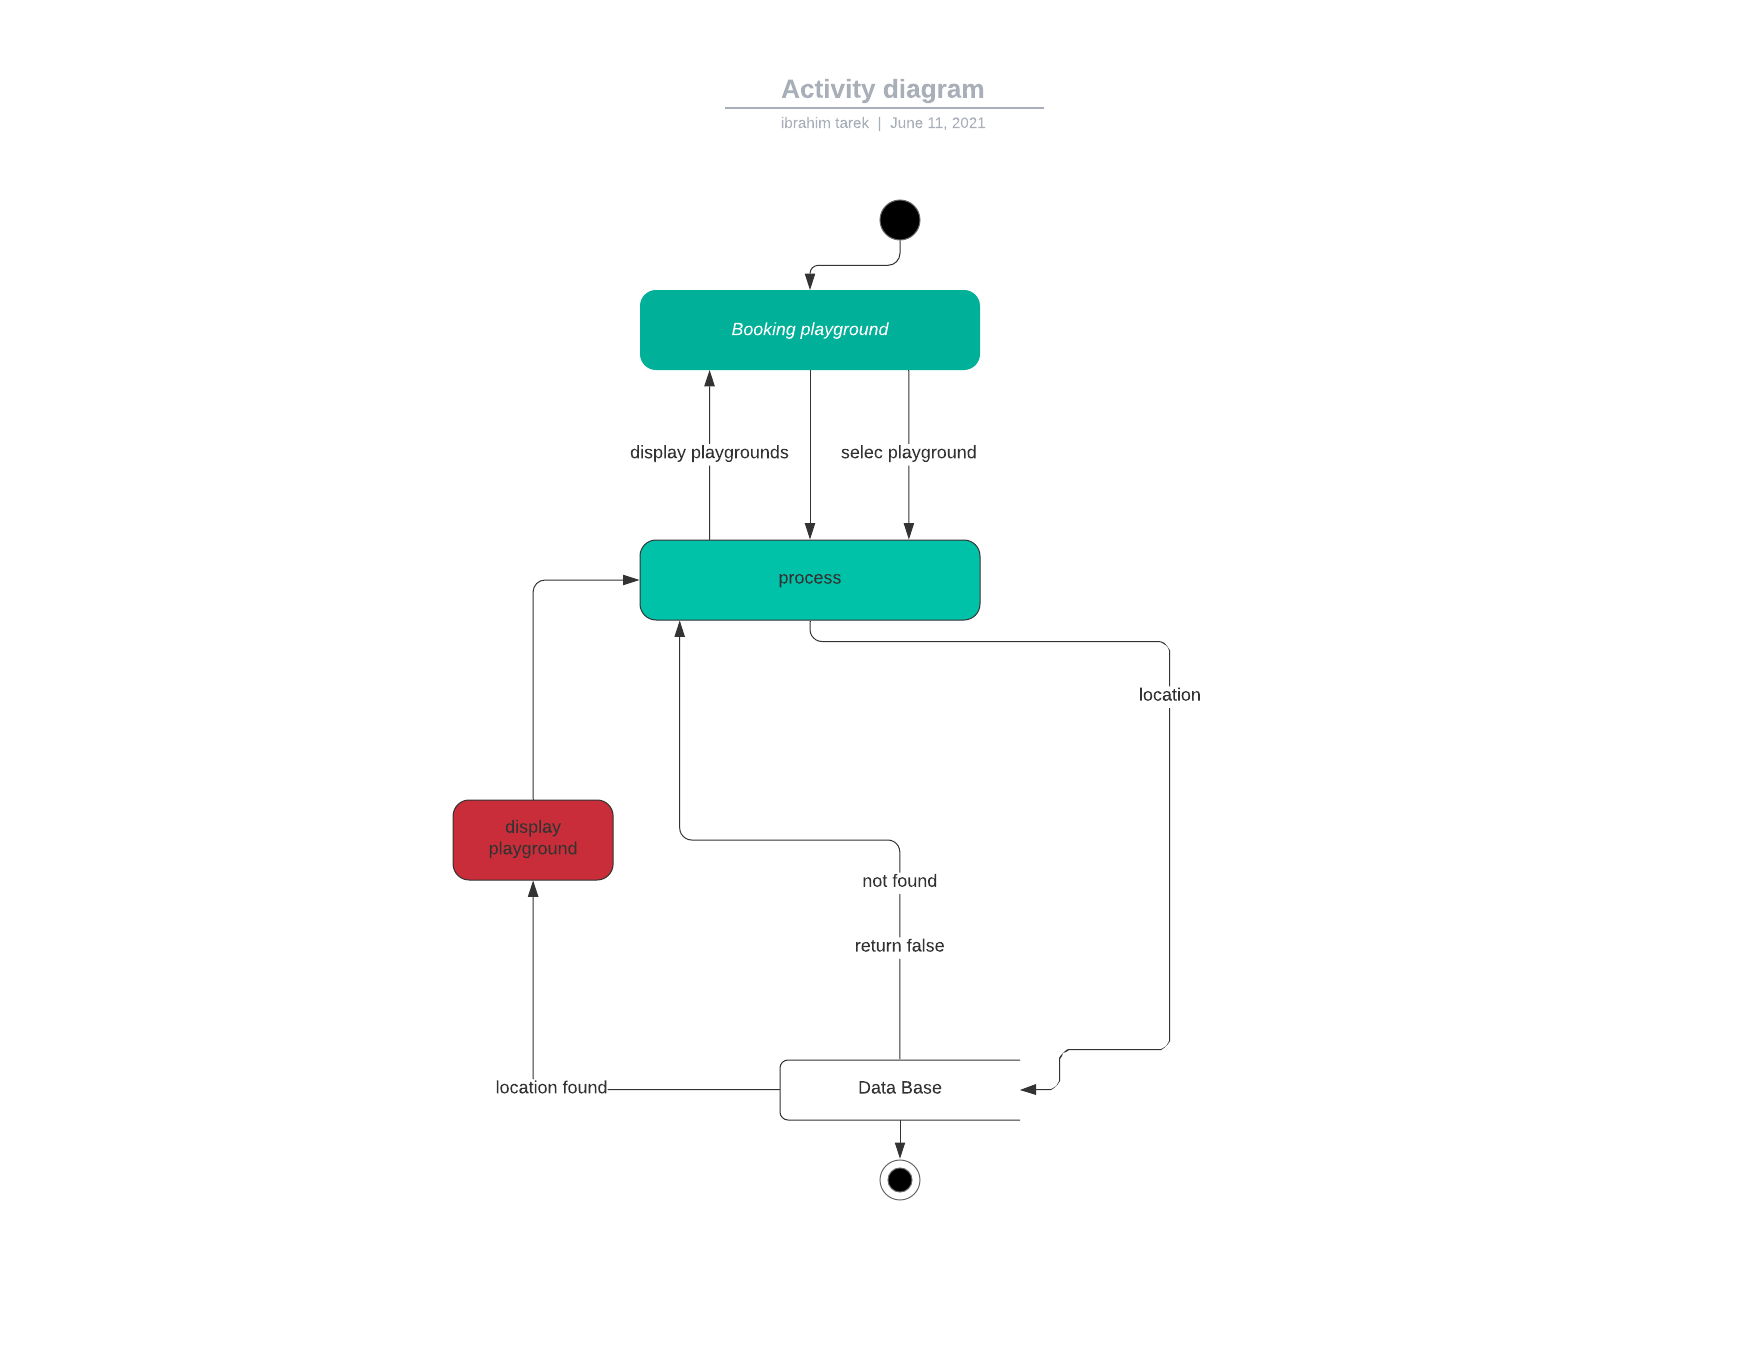 Activity diagram
ibrahim tarek | June 11, 2021
Booking playground
display playgrounds
selec playground
process
location
display
playground
not found
return false
location found
Data Base